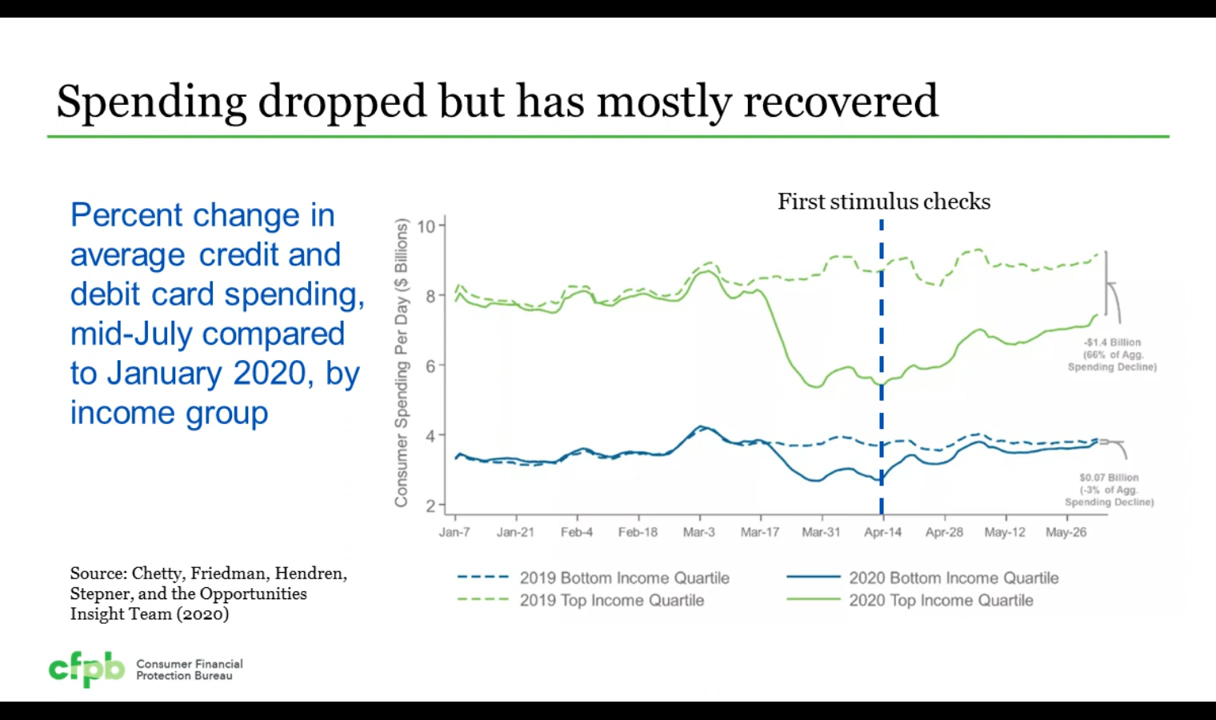 Spending dropped but has mostly recovered
Percent change in
average credit and
debit card spending,
mid-July compared
to January 2020, by
income group
Source: Chetty, Friedman, Hendren,
Stepner, and the Opportunities
Insight Team (2020)
First stimulus checks
Consumer Spending Per Day ($ Billions)
10
8
6
4
2
-$1.4 Billion
(66% of Agg.
Spending Decline)
$0.07 Billion
(-3% of Agg.
Spending Decline)
Jan-7 Jan-21 Feb-4 Feb-18 Mar-3 Mar-17 Mar-31 Apr-14 Apr-28 May-12 May-26
2019 Bottom Income Quartile 2020 Bottom Income Quartile
2019 Top Income Quartile 2020 Top Income Quartile
cfpb
Consumer Financial
Protection Bureau